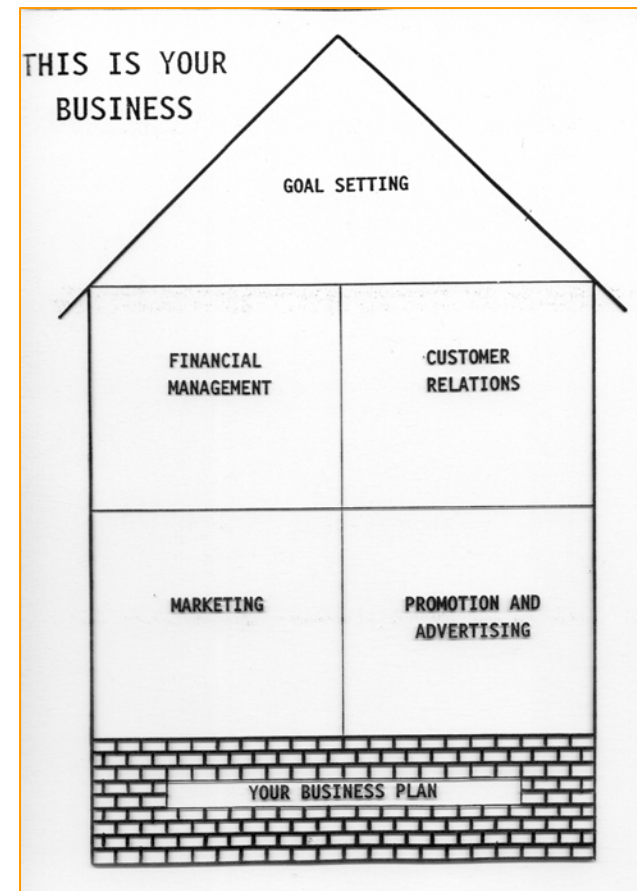 THIS IS YOUR
BUSINESS
GOAL SETTING
FINANCIAL
MANAGEMENT
CUSTOMER
RELATIONS
MARKETING
PROMOTION AND
ADVERTISING
YOUR BUSINESS PLAN